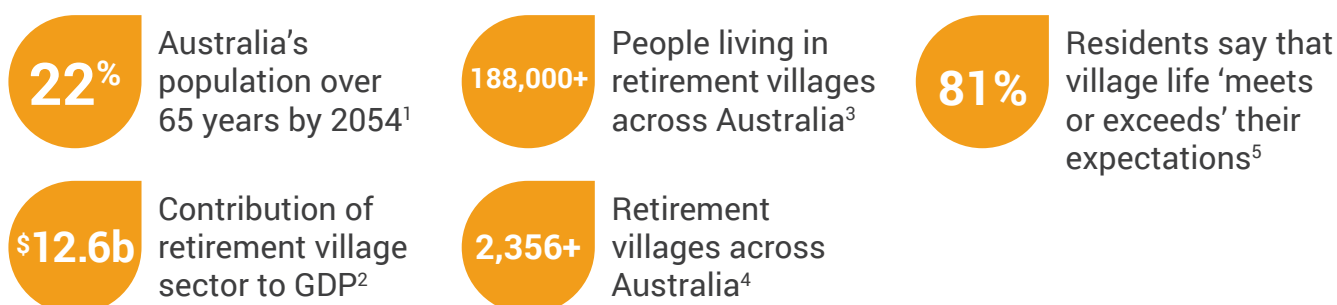 22%
Australia's
population over
65 years by 2054¹
188,000+
People living in
retirement villages
across Australia³
81%
Residents say that
village life ‘meets
or exceeds’ their
expectations⁵
$12.6b
Contribution of
retirement village
sector to GDP²
2,356+
Retirement
villages across
Australia⁴